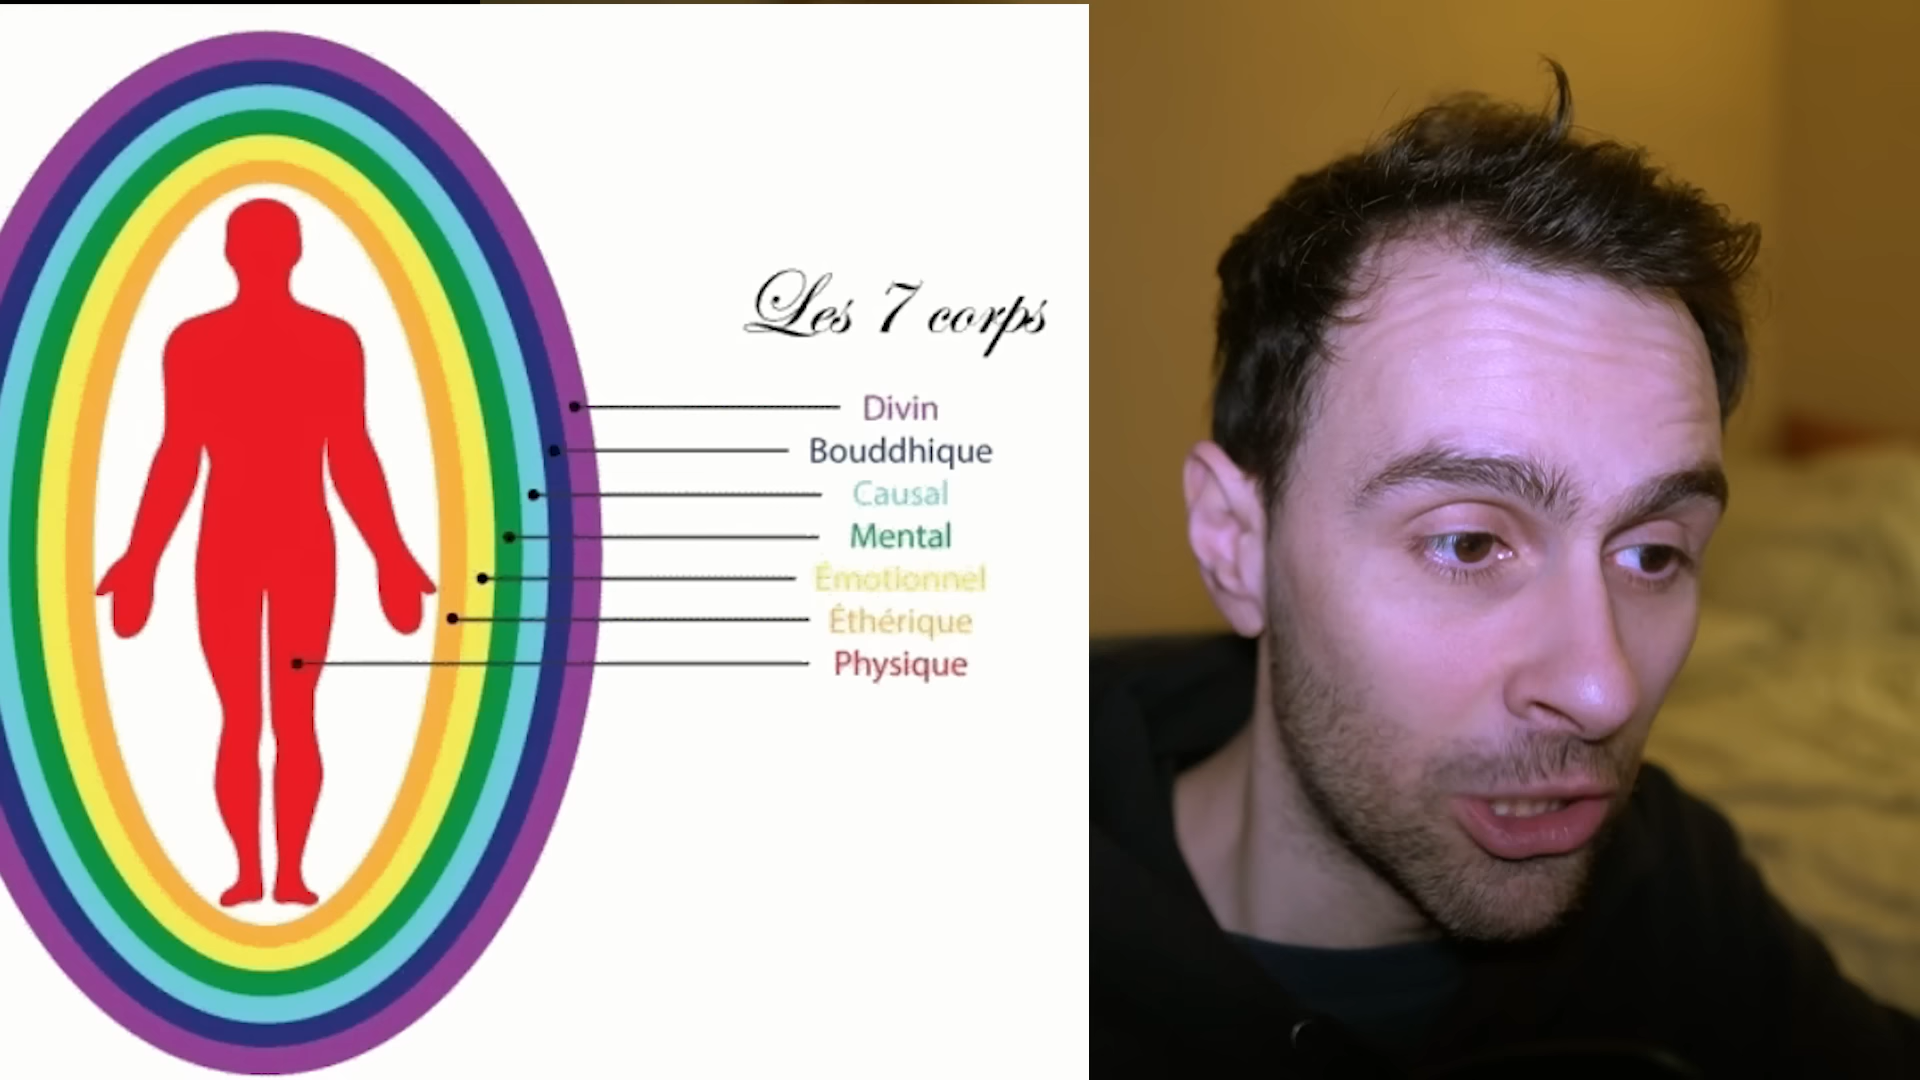 Les 7 corps
Divin
Bouddhique
Causal
Mental
Émotionnel
Éthérique
Physique